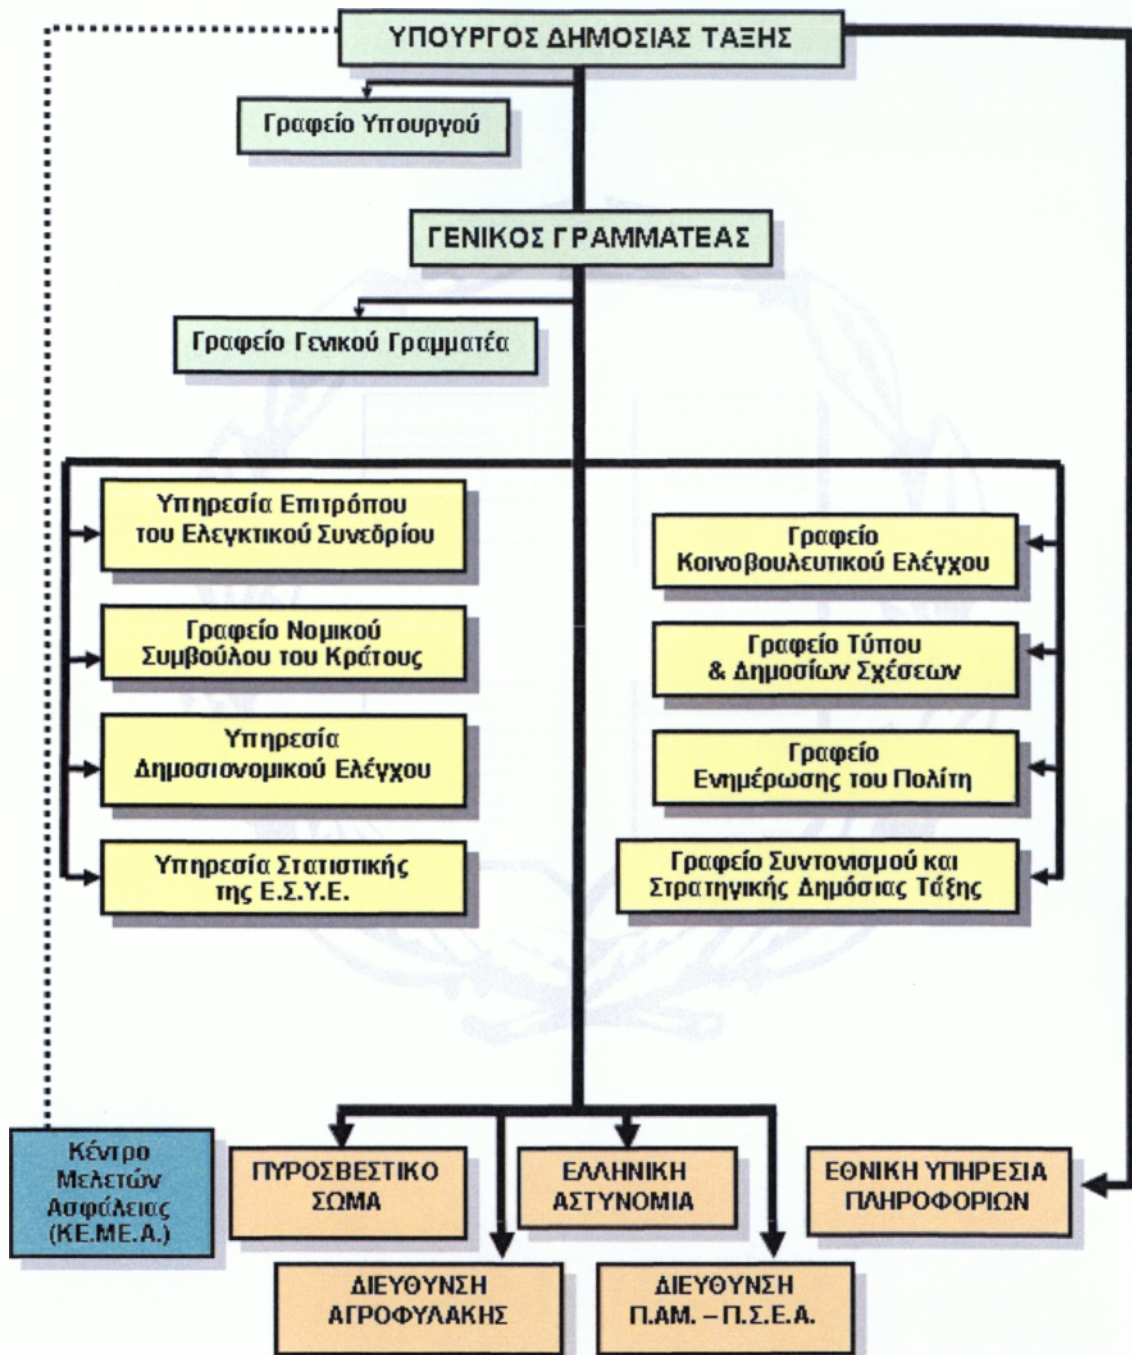 ΥΠΟΥΡΓΟΣ ΔΗΜΟΣΙΑΣ ΤΑΞΗΣ
Γραφείο Υπουργού
ΓΕΝΙΚΟΣ ΓΡΑΜΜΑΤΕΑΣ
Γραφείο Γενικού Γραμματέα
Υπηρεσία Επιτρόπου
του Ελεγκτικού Συνεδρίου
Γραφείο Νομικού
Συμβούλου του Κράτους
Υπηρεσία
Δημοσιονομικού Ελέγχου
Υπηρεσία Στατιστικής
της Ε.Σ.Υ.Ε.
Γραφείο
Κοινοβουλευτικού Ελέγχου
Γραφείο Τύπου
& Δημοσίων Σχέσεων
Γραφείο
Ενημέρωσης του Πολίτη
Γραφείο Συντονισμού και
Στρατηγικής Δημόσιας Τάξης
Κέντρο
Μελετών
Ασφάλειας
(ΚΕ.ΜΕ.Α.)
ΠΥΡΟΣΒΕΣΤΙΚΟ
ΣΩΜΑ
ΕΛΛΗΝΙΚΗ
ΑΣΤΥΝΟΜΙΑ
ΕΘΝΙΚΗ ΥΠΗΡΕΣΙΑ
ΠΛΗΡΟΦΟΡΙΩΝ
ΔΙΕΥΘΥΝΣΗ
ΑΓΡΟΦΥΛΑΚΗΣ
ΔΙΕΥΘΥΝΣΗ
Π.ΑΜ. – Π.Σ.Ε.Α.